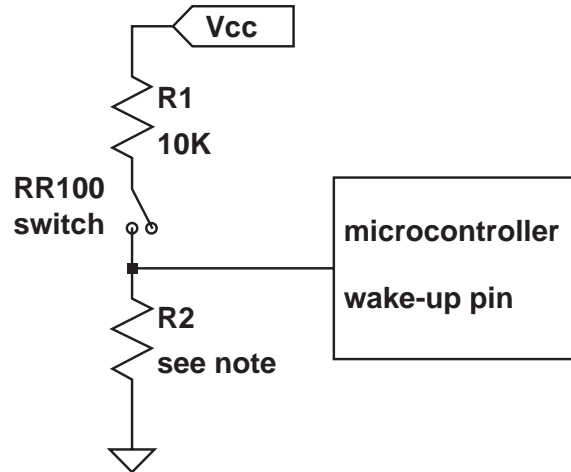 Vcc
R1
10K
RR100
switch
microcontroller
wake-up pin
R2
see note